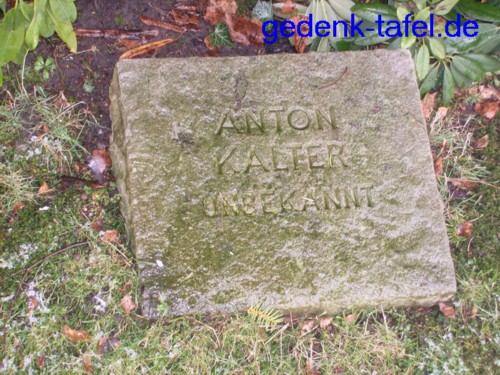 gedenk-tafel.de
ANTON
KALTER
UNBEKANNT